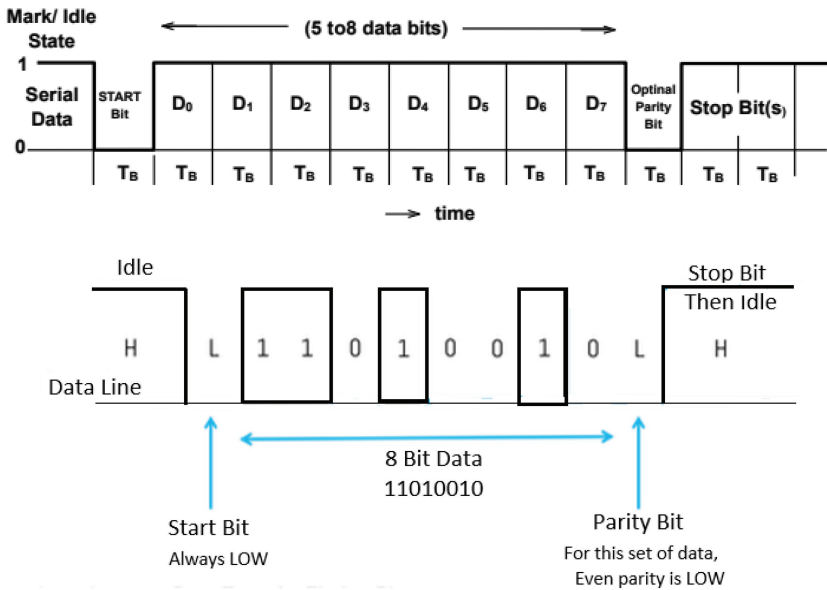 Mark/ Idle
State
(5 to8 data bits)
1
Serial
Data
START
Bit
D0 D1 D2 D3 D4 D5 D6 D7
Optinal
Parity
Bit
Stop Bit(s)
0
TB TB TB TB TB TB TB TB TB TB TB TB
time
Idle
Stop Bit
Then Idle
H L 1 1 0 1 0 0 1 0 L H
Data Line
8 Bit Data
11010010
Start Bit
Always LOW
Parity Bit
For this set of data,
Even parity is LOW